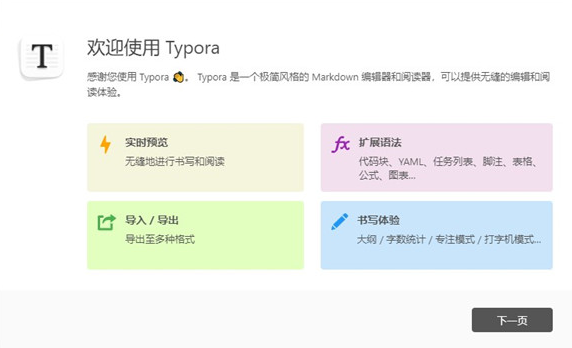 T
欢迎使用 Typora
感谢您使用 Typora 👏。 Typora 是一个极简风格的 Markdown 编辑器和阅读器，可以提供无缝的编辑和阅
读体验。
实时预览
无缝地进行书写和阅读
fx 扩展语法
代码块、YAML、任务列表、脚注、表格、
公式、图表...
导入 / 导出
导出至多种格式
书写体验
大纲 / 字数统计 / 专注模式 / 打字机模式...
下一页